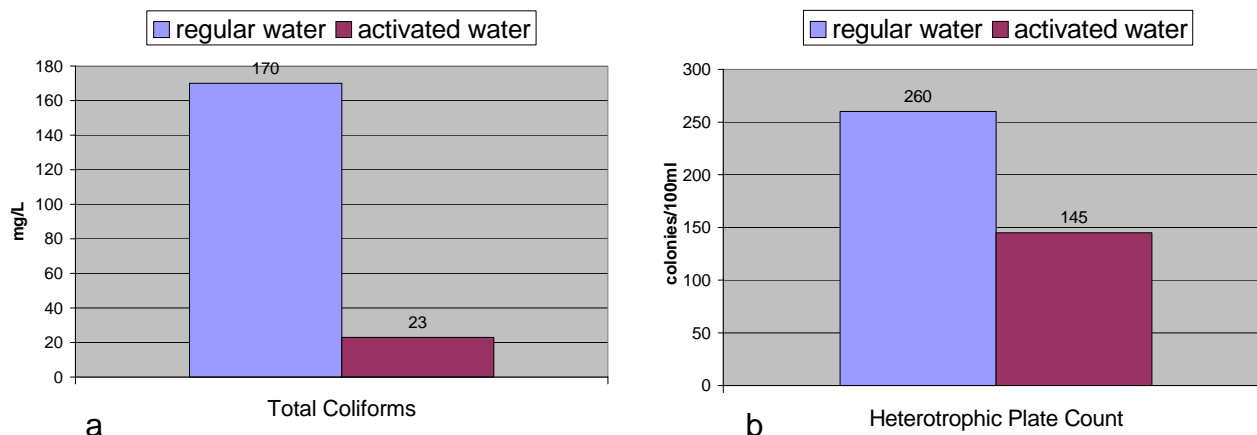 regular water activated water
180
160
140
120
100
80
60
40
20
0
mg/L
170
23
Total Coliforms
a
regular water activated water
300
250
200
150
100
50
0
colonies/100ml
260
145
Heterotrophic Plate Count
b